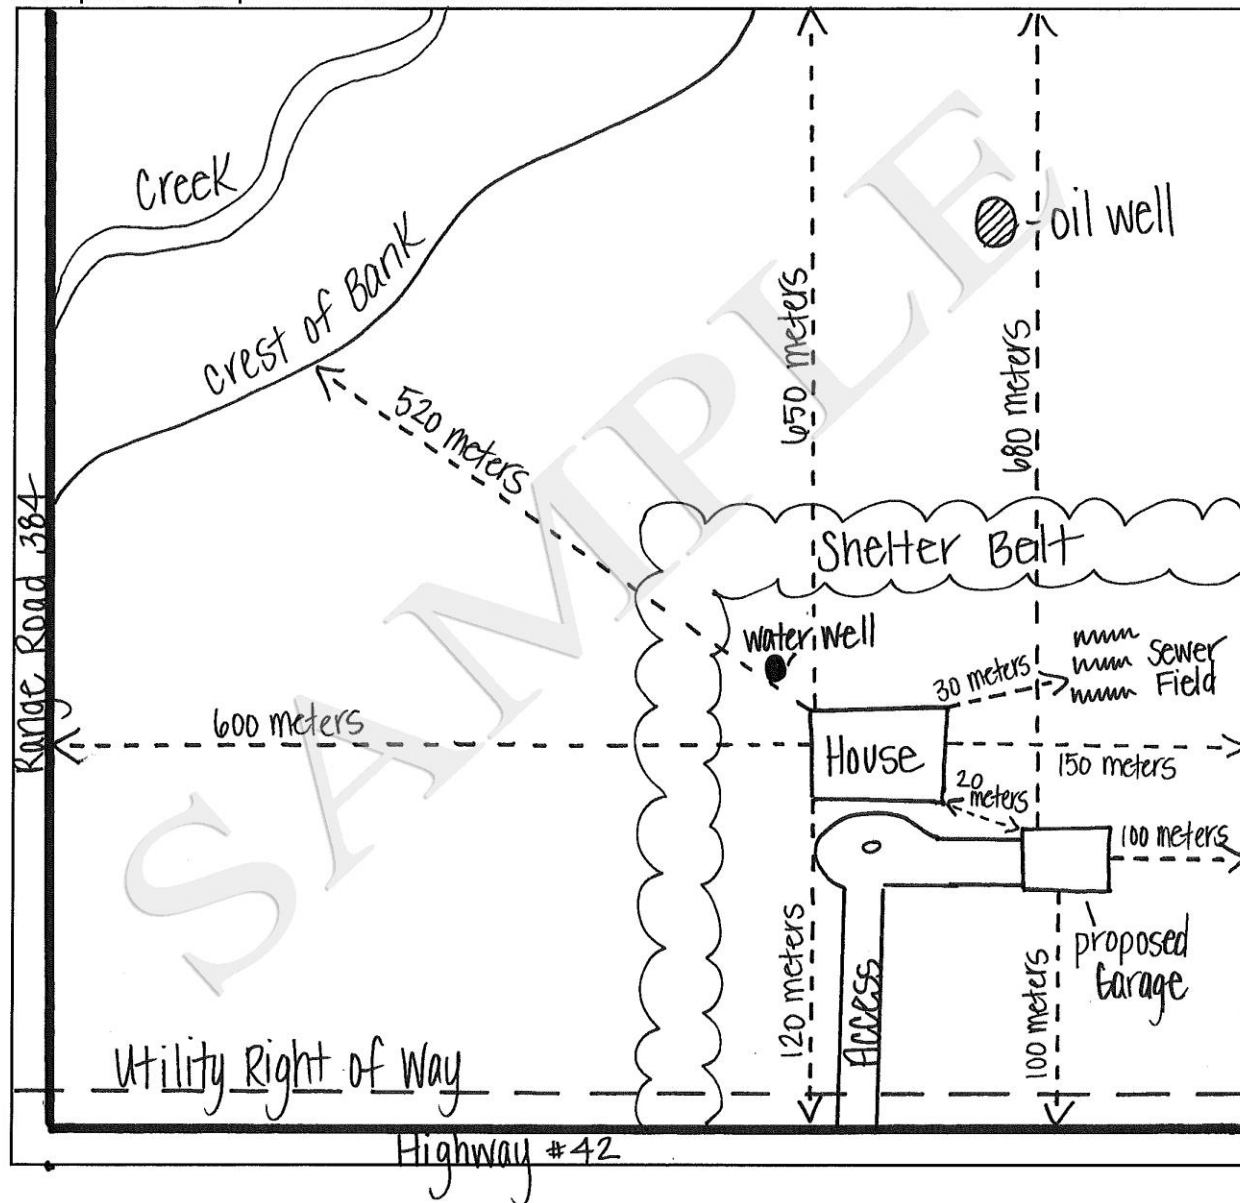 Creek
Crest of Bank
oil well
650 meters
680 meters
520 meters
Range Road 384
Shelter Belt
water well
30 meters
Sewer
Field
600 meters
House
150 meters
20
meters
100 meters
120 meters
Access
100 meters
proposed
Garage
Utility Right of Way
Highway #42
SAMPLE